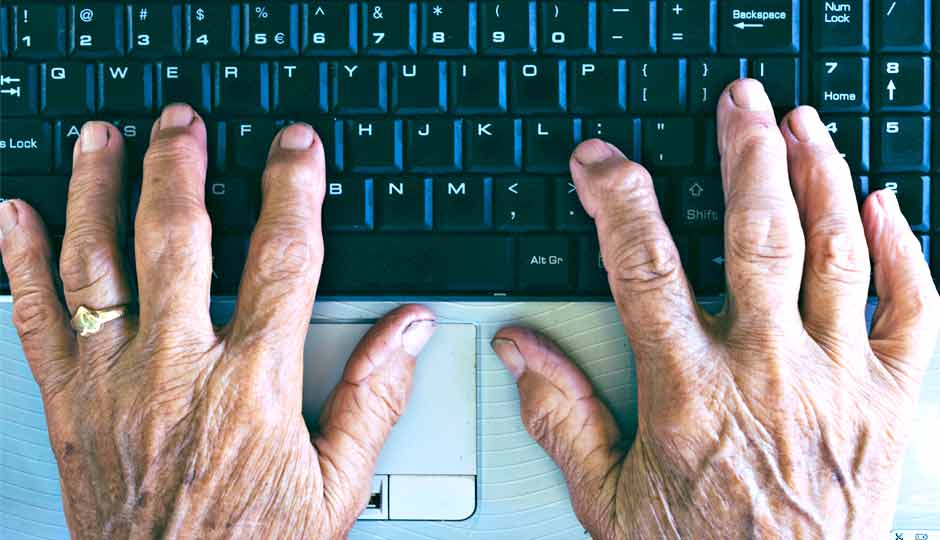 ! @ # $ % ^ & * ( ) — + Backspace Num Lock /
1 2 3 4 5 € 6 7 8 9 0 - =
Q W E R T Y U I O P { } | 7 8
[ ] Home
s Lock A S F G H J K L : " 4 5
; '
C B N M < Shift 2
,
Alt Gr